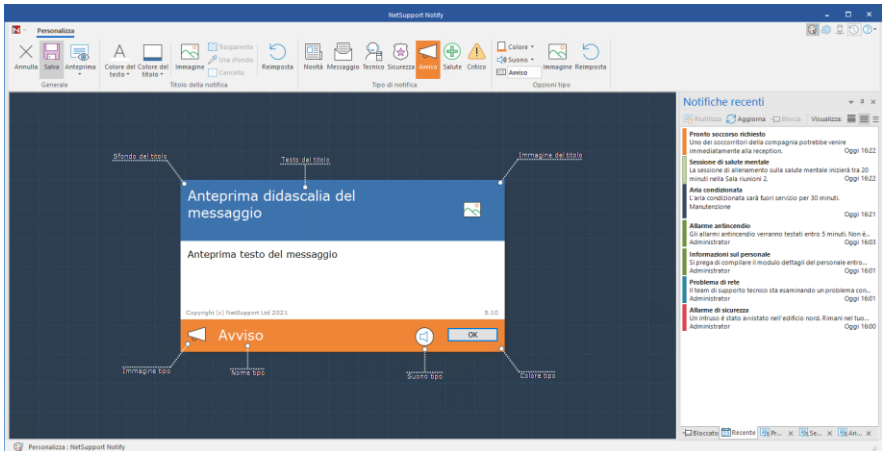 NetSupport Notify
Personalizza
Annulla
Salva
Anteprima
Generale
Colore del testo
Colore del titolo
Immagine
Trasparente
Usa sfondo
Cancella
Reimposta
Titolo della notifica
Novità
Messaggio
Tecnico
Sicurezza
Avviso
Salute
Critico
Tipo di notifica
Colore
Suono
Avviso
Immagine
Reimposta
Opzioni tipo
Sfondo del titolo
Testo del titolo
Immagine del titolo
Anteprima didascalia del
messaggio
Anteprima testo del messaggio
Copyright (c) NetSupport Ltd 2021
5.10
Avviso
OK
Immagine tipo
Nome tipo
Suono tipo
Colore tipo
Notifiche recenti
Riutilizza
Aggiorna
Blocca
Visualizza:
Pronto soccorso richiesto
Uno dei soccorritori della compagnia potrebbe venire
immediatamente alla reception.
Oggi 16:22
Sessione di salute mentale
La sessione di allenamento sulla salute mentale inizierà tra 20
minuti nella Sala riunioni 2.
Oggi 16:22
Aria condizionata
L'aria condizionata sarà fuori servizio per 30 minuti.
Manutenzione
Oggi 16:21
Allarme antincendio
Gli allarmi antincendio verranno testati entro 5 minuti. Non è...
Administrator
Oggi 16:03
Informazioni sul personale
Si prega di compilare il modulo dettagli del personale entro...
Administrator
Oggi 16:01
Problema di rete
Il team di supporto tecnico sta esaminando un problema con...
Administrator
Oggi 16:01
Allarme di sicurezza
Un intruso è stato avvistato nell'edificio nord. Rimani nel tuo...
Administrator
Oggi 16:00
Bloccato
Recente
Pr...
Se...
Ari...
Personalizza : NetSupport Notify